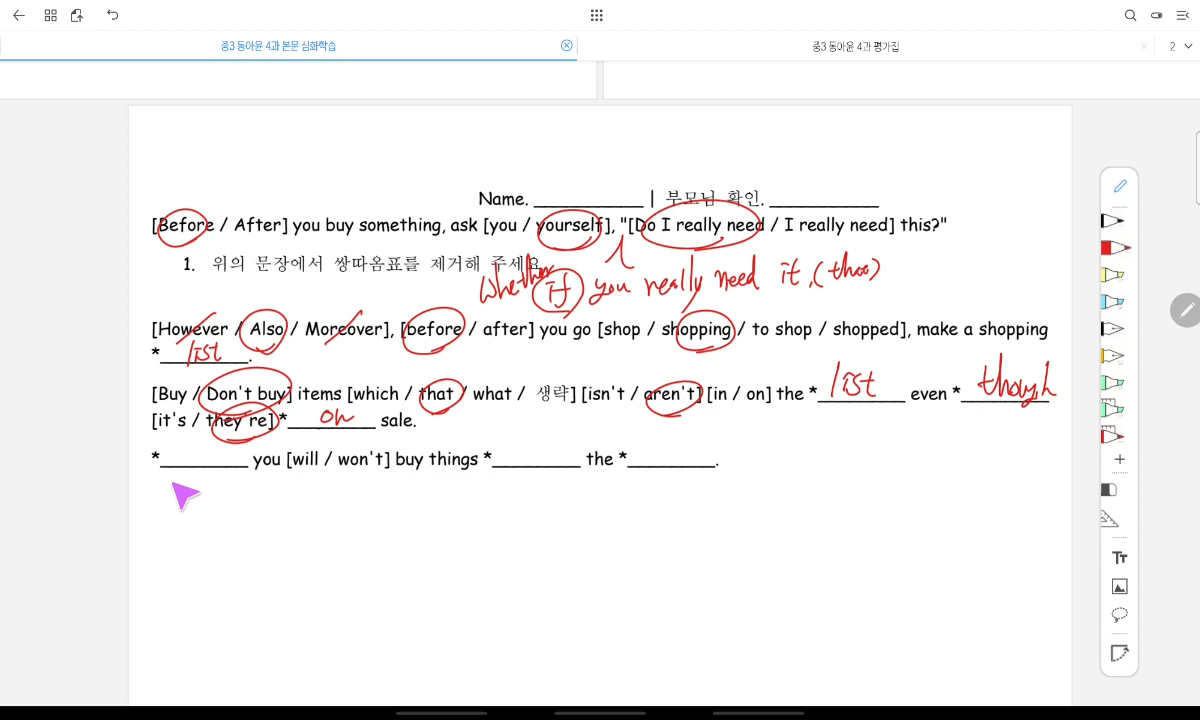 중3 동아윤 4과 본문 심화학습
중3 동아윤 4과 평가집
2
Name. __________ | 부모님 확인. __________
[Before / After] you buy something, ask [you / yourself], "[Do I really need / I really need] this?"
1. 위의 문장에서 쌍따옴표를 제거해 주세요
whether if you really need it, (that)
[However / Also / Moreover], [before / after] you go [shop / shopping / to shop / shopped], make a shopping
*list.
[Buy / Don't buy] items [which / that / what / 생략] [isn't / aren't] [in / on] the *list even *though
[it's / they're] *on sale.
*________ you [will / won't] buy things *________ the *________.
Tт